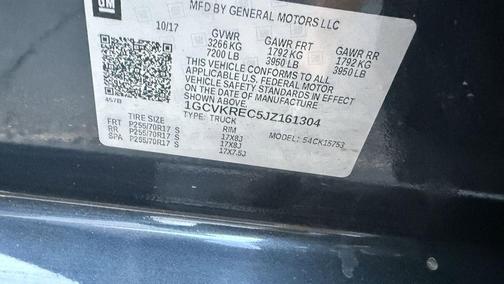 GM
MFD BY GENERAL MOTORS LLC
10/17 GVWR GAWR FRT GAWR RR
3266 KG 1792 KG 1792 KG
7200 LB 3950 LB 3950 LB
THIS VEHICLE CONFORMS TO ALL
APPLICABLE U.S. FEDERAL MOTOR
VEHICLE SAFETY AND BUMPER
STANDARDS IN EFFECT ON
THE DATE OF MANUFACTURE
SHOWN ABOVE.
457B
1GCVKREC5JZ161304
TYPE: TRUCK
TIRE SIZE RIM MODEL: 54CK15753
FRT P255/70R17 S 17X8J
RR P255/70R17 S 17X8J
SPA P255/70R17 S 17X7.5J